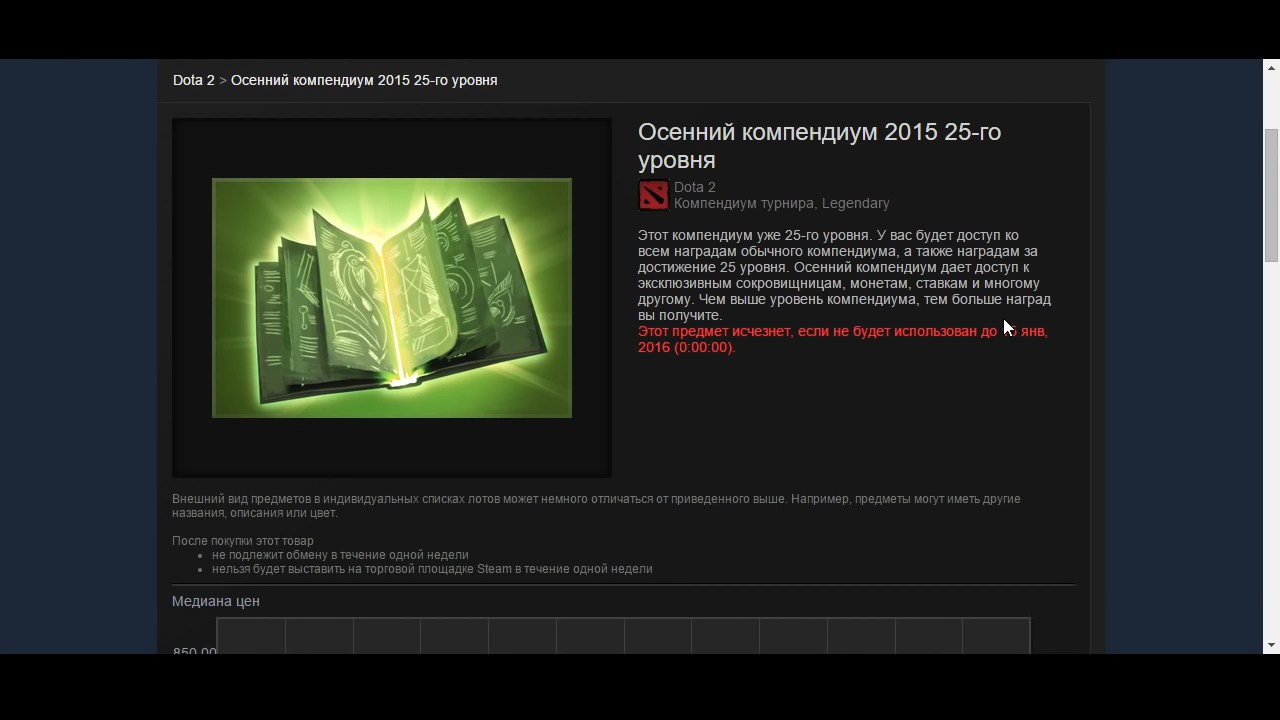 Dota 2 > Осенний компендиум 2015 25-го уровня
Осенний компендиум 2015 25-го
уровня
Dota 2
Компендиум турнира, Legendary
Этот компендиум уже 25-го уровня. У вас будет доступ ко
всем наградам обычного компендиума, а также наградам за
достижение 25 уровня. Осенний компендиум дает доступ к
эксклюзивным сокровищницам, монетам, ставкам и многому
другому. Чем выше уровень компендиума, тем больше наград
вы получите.
Этот предмет исчезнет, если не будет использован до янв,
2016 (0:00:00).
Внешний вид предметов в индивидуальных списках лотов может немного отличаться от приведенного выше. Например, предметы могут иметь другие
названия, описания или цвет.
После покупки этот товар
• не подлежит обмену в течение одной недели
• нельзя будет выставить на торговой площадке Steam в течение одной недели
Медиана цен
850.00